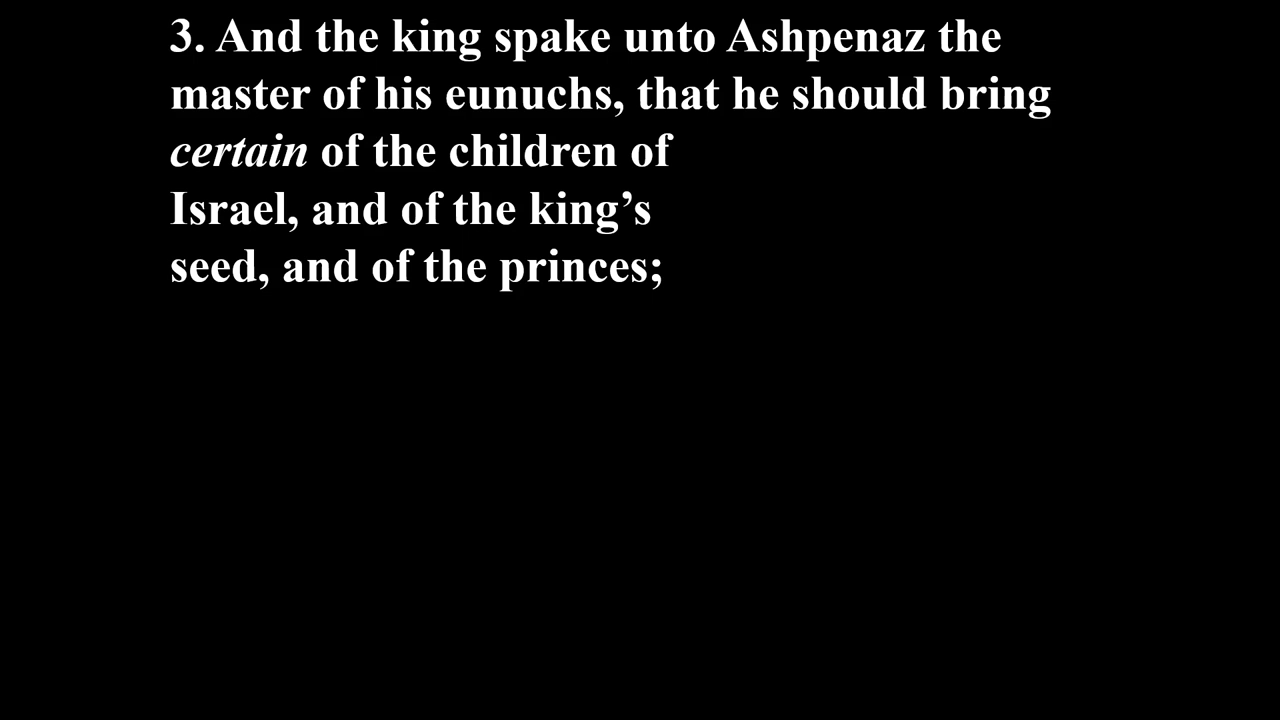 3. And the king spake unto Ashpenaz the
master of his eunuchs, that he should bring
certain of the children of
Israel, and of the king’s
seed, and of the princes;